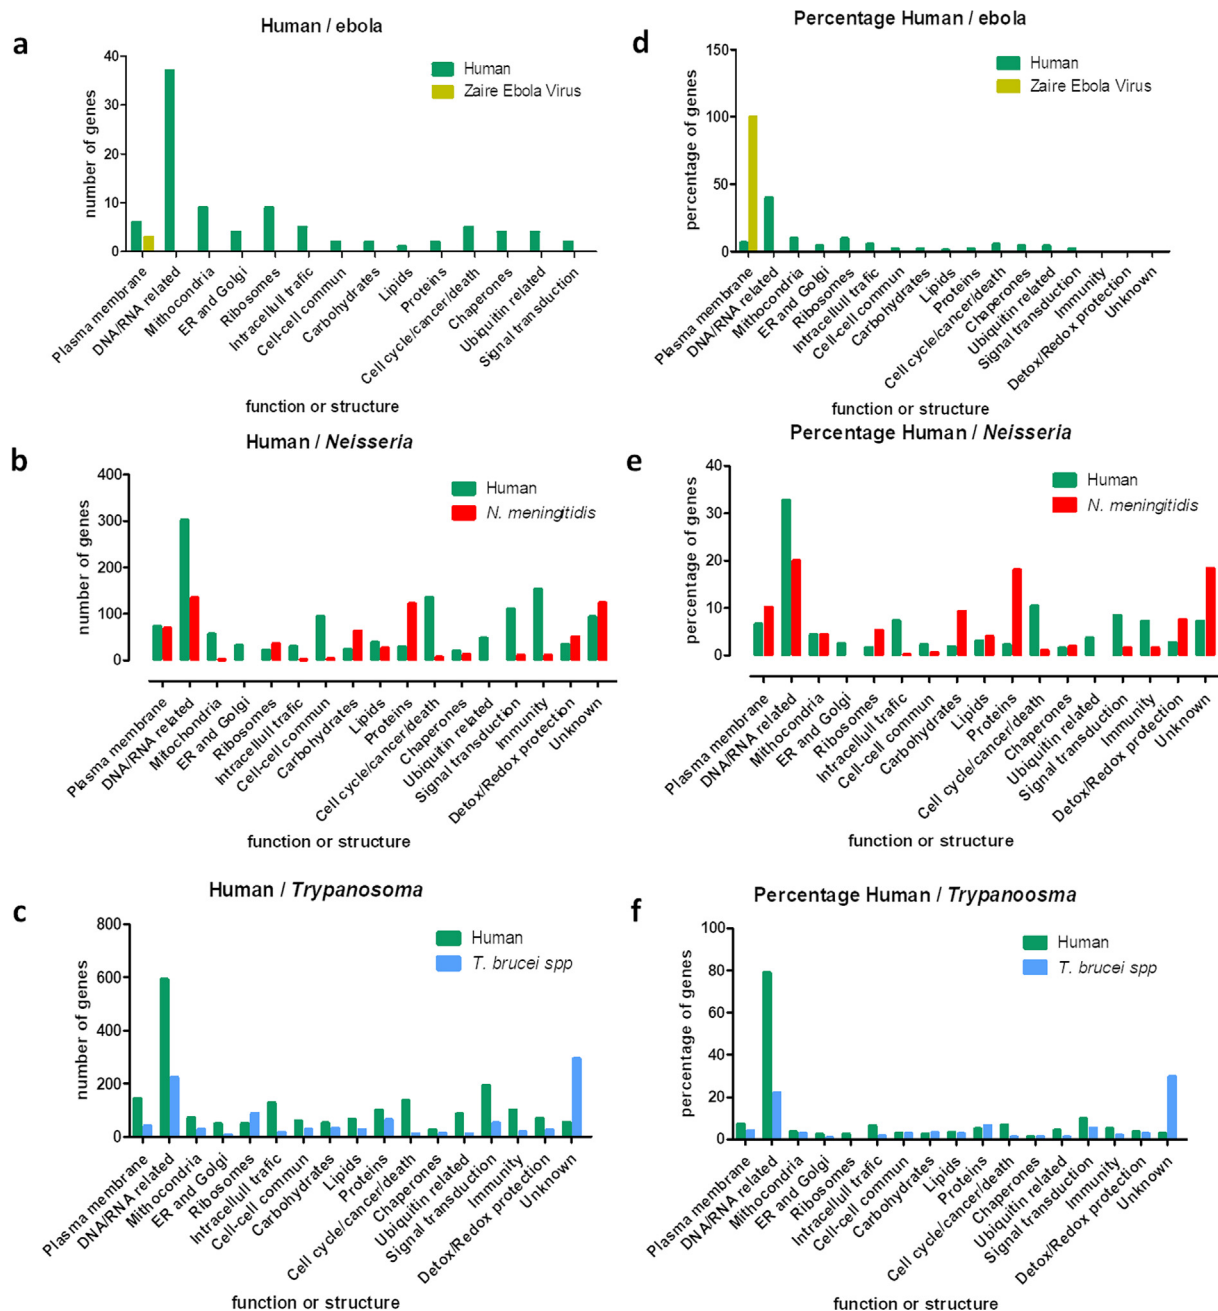 a
Human / ebola
40
30
20
10
0
number of genes
Human
Zaire Ebola Virus
Plasma membrane
DNA/RNA related
Mithocondria
ER and Golgi
Ribosomes
Intracellull trafic
Cell-cell commun
Carbohydrates
Lipids
Proteins
Cell cycle/cancer/death
Chaperones
Ubiquitin related
Signal transduction
function or structure
d
Percentage Human / ebola
150
100
50
0
percentage of genes
Human
Zaire Ebola Virus
Plasma membrane
DNA/RNA related
Mithocondria
ER and Golgi
Ribosomes
Intracellull trafic
Cell-cell commun
Carbohydrates
Lipids
Proteins
Cell cycle/cancer/death
Chaperones
Ubiquitin related
Signal transduction
Immunity
Detox/Redox protection
Unknown
function or structure
b
Human / Neisseria
400
300
200
100
0
number of genes
Human
N. meningitidis
Plasma membrane
DNA/RNA related
Mitochondria
ER and Golgi
Ribosomes
Intracellull trafic
Cell-cell commun
Carbohydrates
Lipids
Proteins
Cell cycle/cancer/death
Chaperones
Ubiquitin related
Signal transduction
Immunity
Detox/Redox protection
Unknown
function or structure
e
Percentage Human / Neisseria
40
30
20
10
0
percentage of genes
Human
N. meningitidis
Plasma membrane
DNA/RNA related
Mithocondria
ER and Golgi
Ribosomes
Intracellull trafic
Cell-cell commun
Carbohydrates
Lipids
Proteins
Cell cycle/cancer/death
Chaperones
Ubiquitin related
Signal transduction
Immunity
Detox/Redox protection
Unknown
function or structure
c
Human / Trypanosoma
800
600
400
200
0
number of genes
Human
T. brucei spp
Plasma membrane
DNA/RNA related
Mithocondria
ER and Golgi
Ribosomes
Intracellull trafic
Cell-cell commun
Carbohydrates
Lipids
Proteins
Cell cycle/cancer/death
Chaperones
Ubiquitin related
Signal transduction
Immunity
Detox/Redox protection
Unknown
function or structure
f
Percentage Human / Trypanoosma
100
80
60
40
20
0
percentage of genes
Human
T. brucei spp
Plasma membrane
DNA/RNA related
Mithocondria
ER and Golgi
Ribosomes
Intracellull trafic
Cell-cell commun
Carbohydrates
Lipids
Proteins
Cell cycle/cancer/death
Chaperones
Ubiquitin related
Signal transduction
Immunity
Detox/Redox protection
Unknown
function or structure